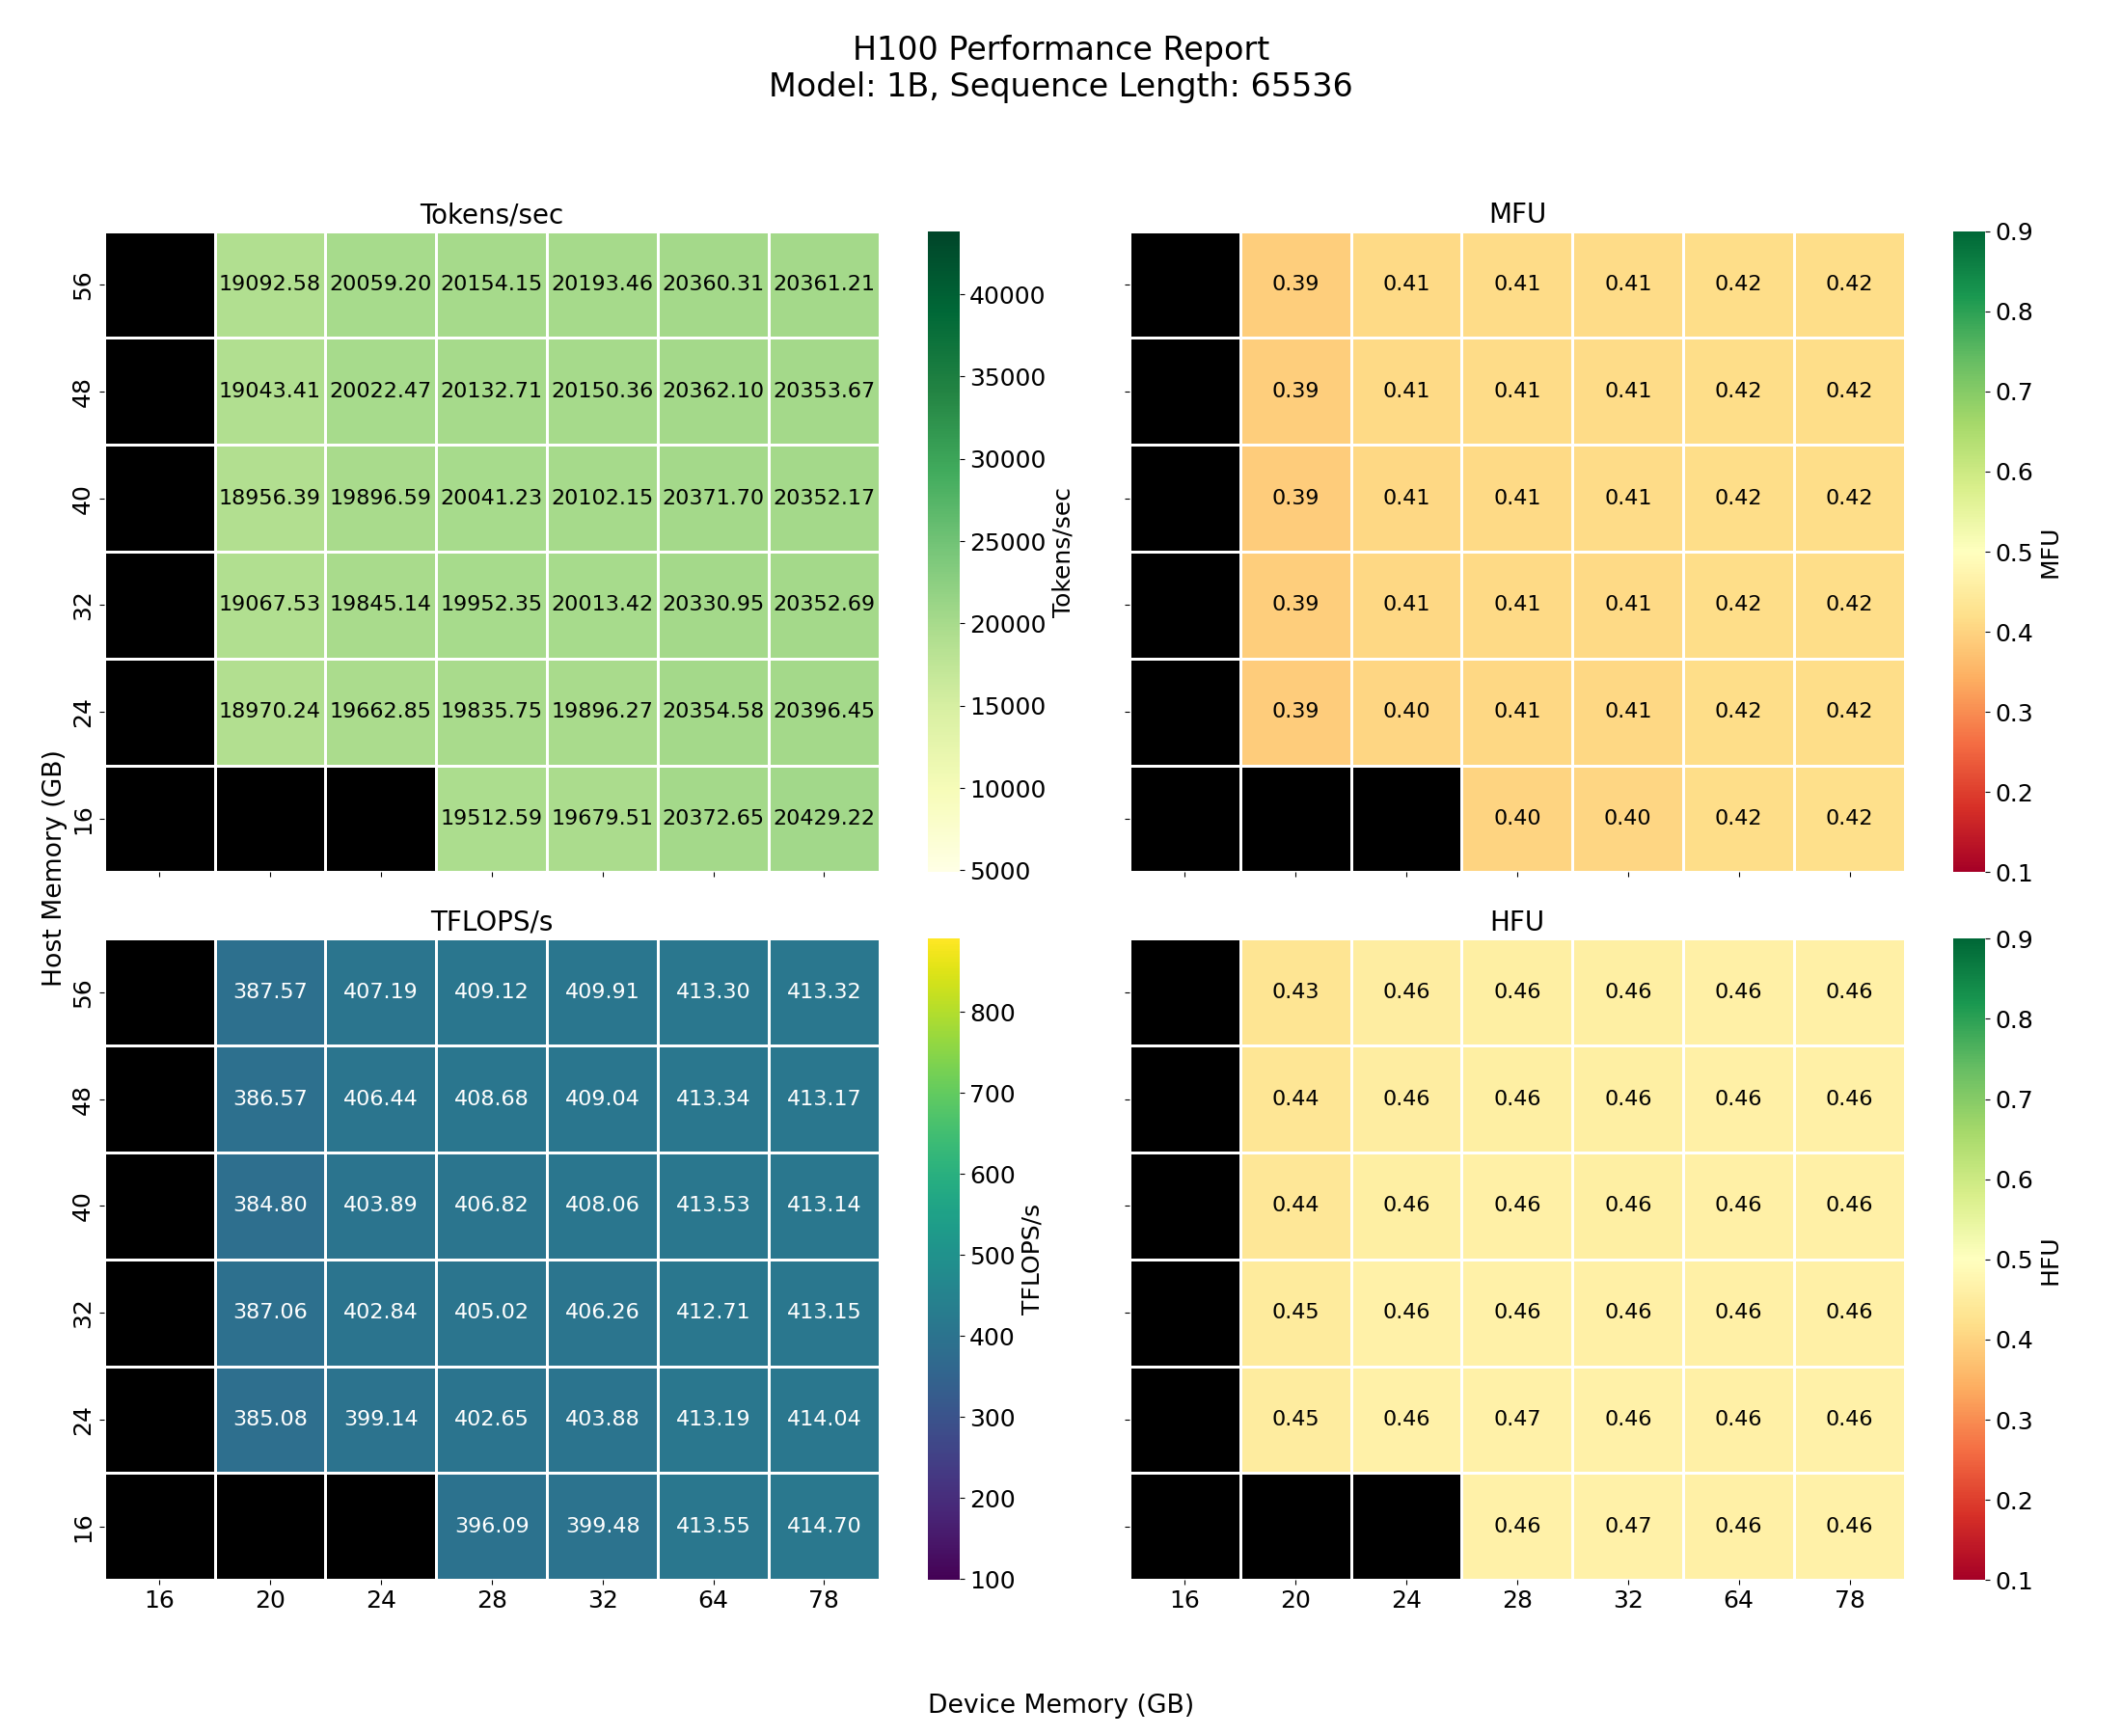 H100 Performance Report
Model: 1B, Sequence Length: 65536
Tokens/sec
56 19092.58 20059.20 20154.15 20193.46 20360.31 20361.21
48 19043.41 20022.47 20132.71 20150.36 20362.10 20353.67
40 18956.39 19896.59 20041.23 20102.15 20371.70 20352.17
32 19067.53 19845.14 19952.35 20013.42 20330.95 20352.69
24 18970.24 19662.85 19835.75 19896.27 20354.58 20396.45
16 19512.59 19679.51 20372.65 20429.22
40000
35000
30000
25000
20000
15000
10000
5000
Tokens/sec
MFU
0.39 0.41 0.41 0.41 0.42 0.42
0.39 0.41 0.41 0.41 0.42 0.42
0.39 0.41 0.41 0.41 0.42 0.42
0.39 0.41 0.41 0.41 0.42 0.42
0.39 0.40 0.41 0.41 0.42 0.42
0.40 0.40 0.42 0.42
0.9
0.8
0.7
0.6
0.5
0.4
0.3
0.2
0.1
MFU
Host Memory (GB)
TFLOPS/s
56 387.57 407.19 409.12 409.91 413.30 413.32
48 386.57 406.44 408.68 409.04 413.34 413.17
40 384.80 403.89 406.82 408.06 413.53 413.14
32 387.06 402.84 405.02 406.26 412.71 413.15
24 385.08 399.14 402.65 403.88 413.19 414.04
16 396.09 399.48 413.55 414.70
16 20 24 28 32 64 78
800
700
600
500
400
300
200
100
TFLOPS/s
HFU
0.43 0.46 0.46 0.46 0.46 0.46
0.44 0.46 0.46 0.46 0.46 0.46
0.44 0.46 0.46 0.46 0.46 0.46
0.45 0.46 0.46 0.46 0.46 0.46
0.45 0.46 0.47 0.46 0.46 0.46
0.46 0.47 0.46 0.46
16 20 24 28 32 64 78
0.9
0.8
0.7
0.6
0.5
0.4
0.3
0.2
0.1
HFU
Device Memory (GB)